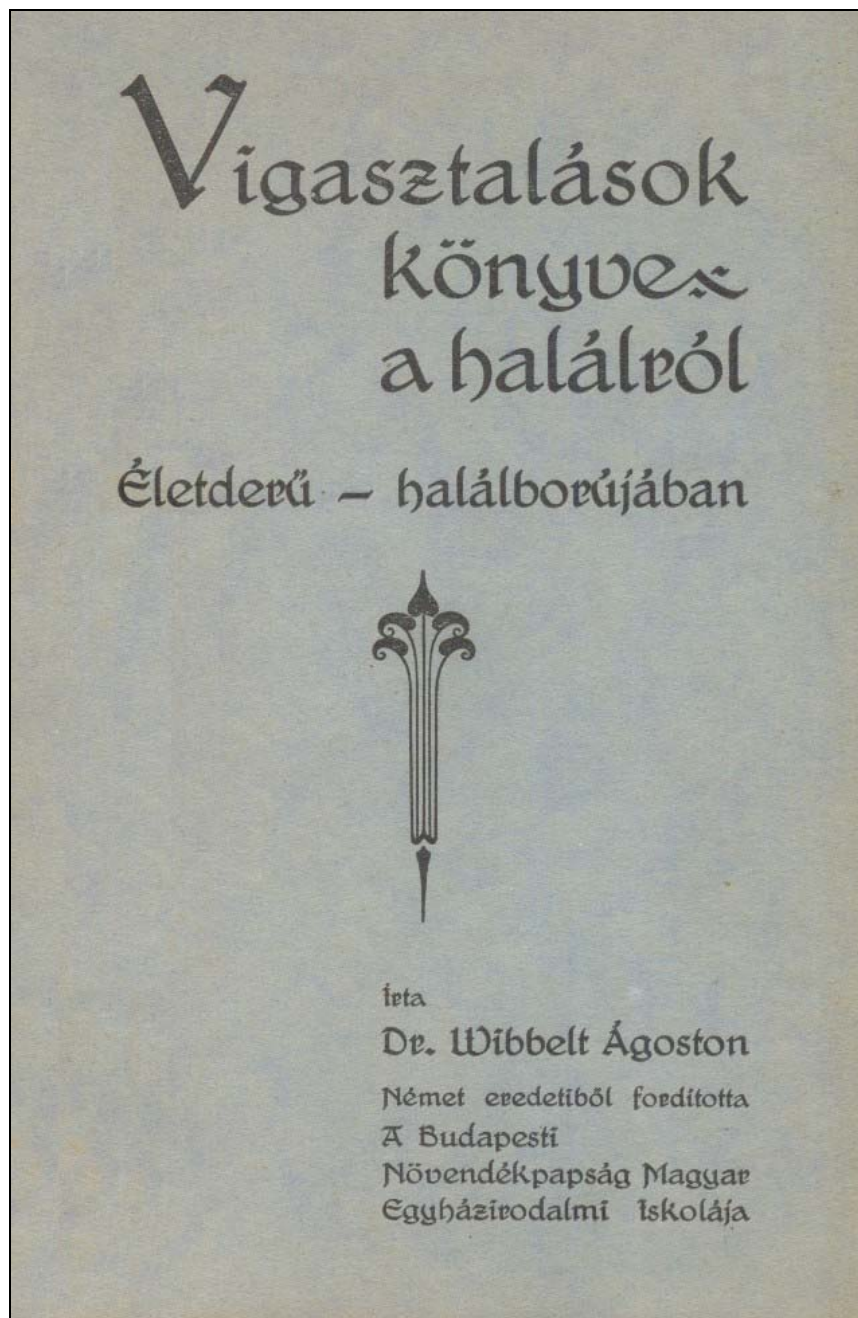 Vigasztalások
könyve
a halálról
Életderű – halálborújában
Írta
Dr. Wibbelt Ágoston
Német eredetiből fordította
A Budapesti
Növendékpapság Magyar
Egyházirodalmi Iskolája